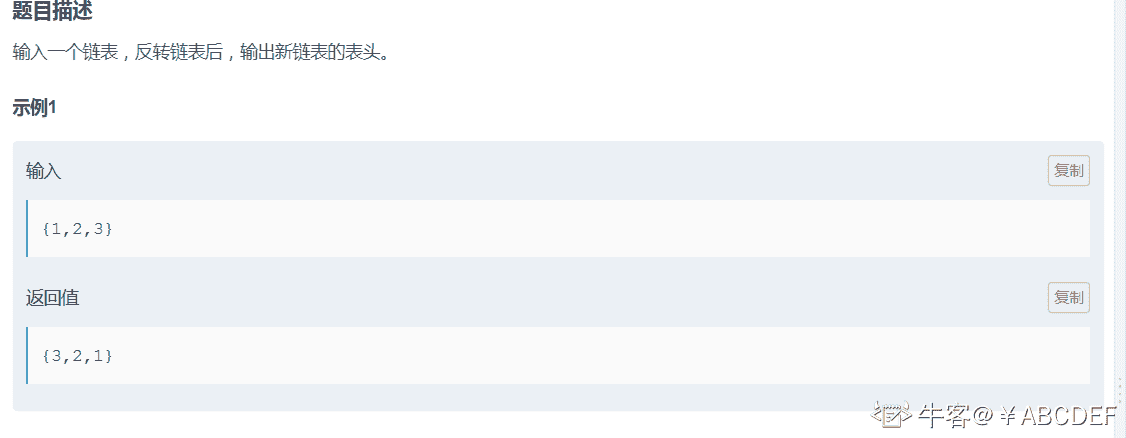 题目描述
输入一个链表，反转链表后，输出新链表的表头。
示例1
输入
复制
{1,2,3}
返回值
复制
{3,2,1}
牛客@￥ABCDEF